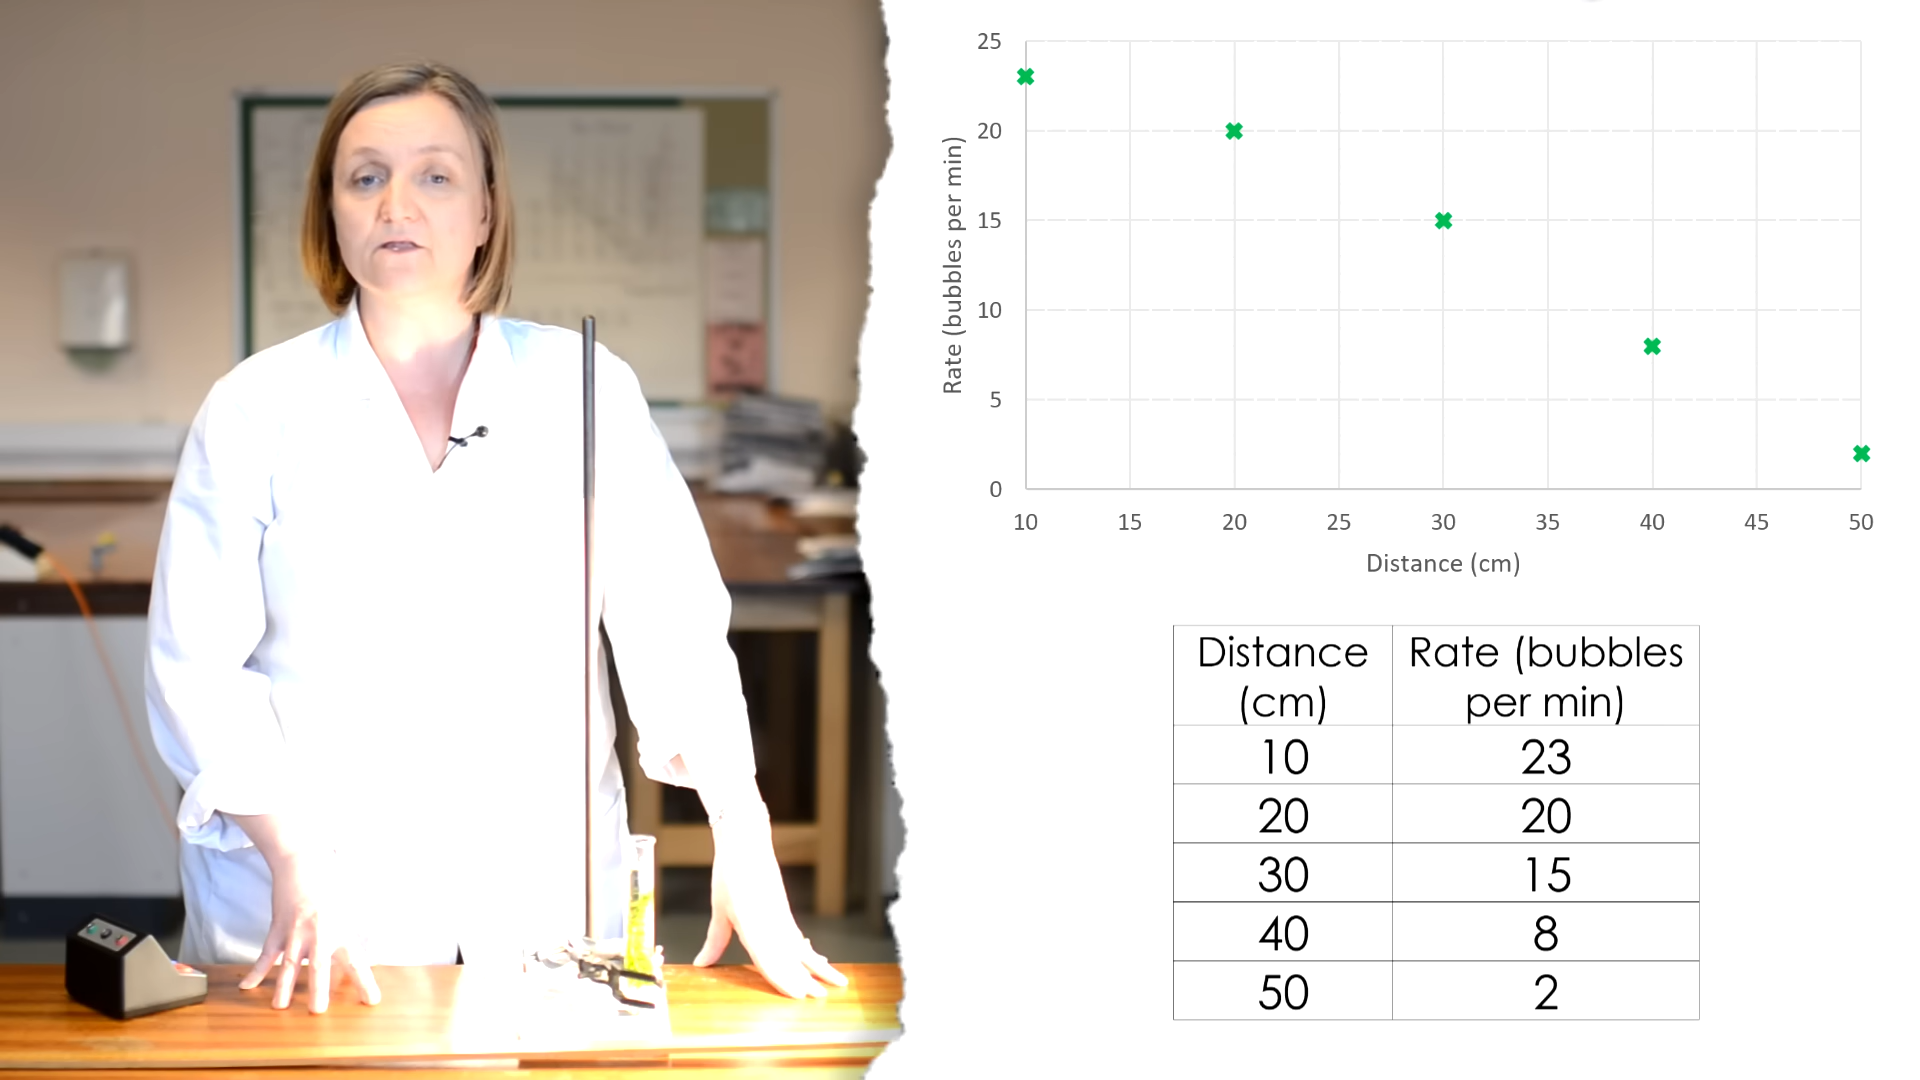 25
20
15
10
5
0
Rate (bubbles per min)
10 15 20 25 30 35 40 45 50
Distance (cm)
Distance (cm) Rate (bubbles per min)
10 23
20 20
30 15
40 8
50 2